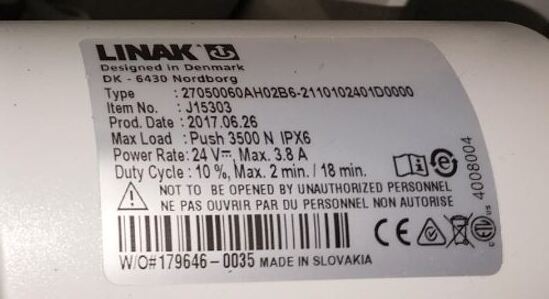 LINAK
Designed in Denmark
DK - 6430 Nordborg
Type : 27050060AH02B6-2110102401D0000
Item No. : J15303
Prod. Date : 2017.06.26
Max Load : Push 3500 N IPX6
Power Rate: 24 V, Max. 3.8 A
Duty Cycle : 10 %, Max. 2 min. / 18 min.
NOT TO BE OPENED BY UNAUTHORIZED PERSONNEL
NE PAS OUVRIR PAR DU PERSONNEL NON AUTORISE
4008004
CE
W/O#179646-0035 MADE IN SLOVAKIA